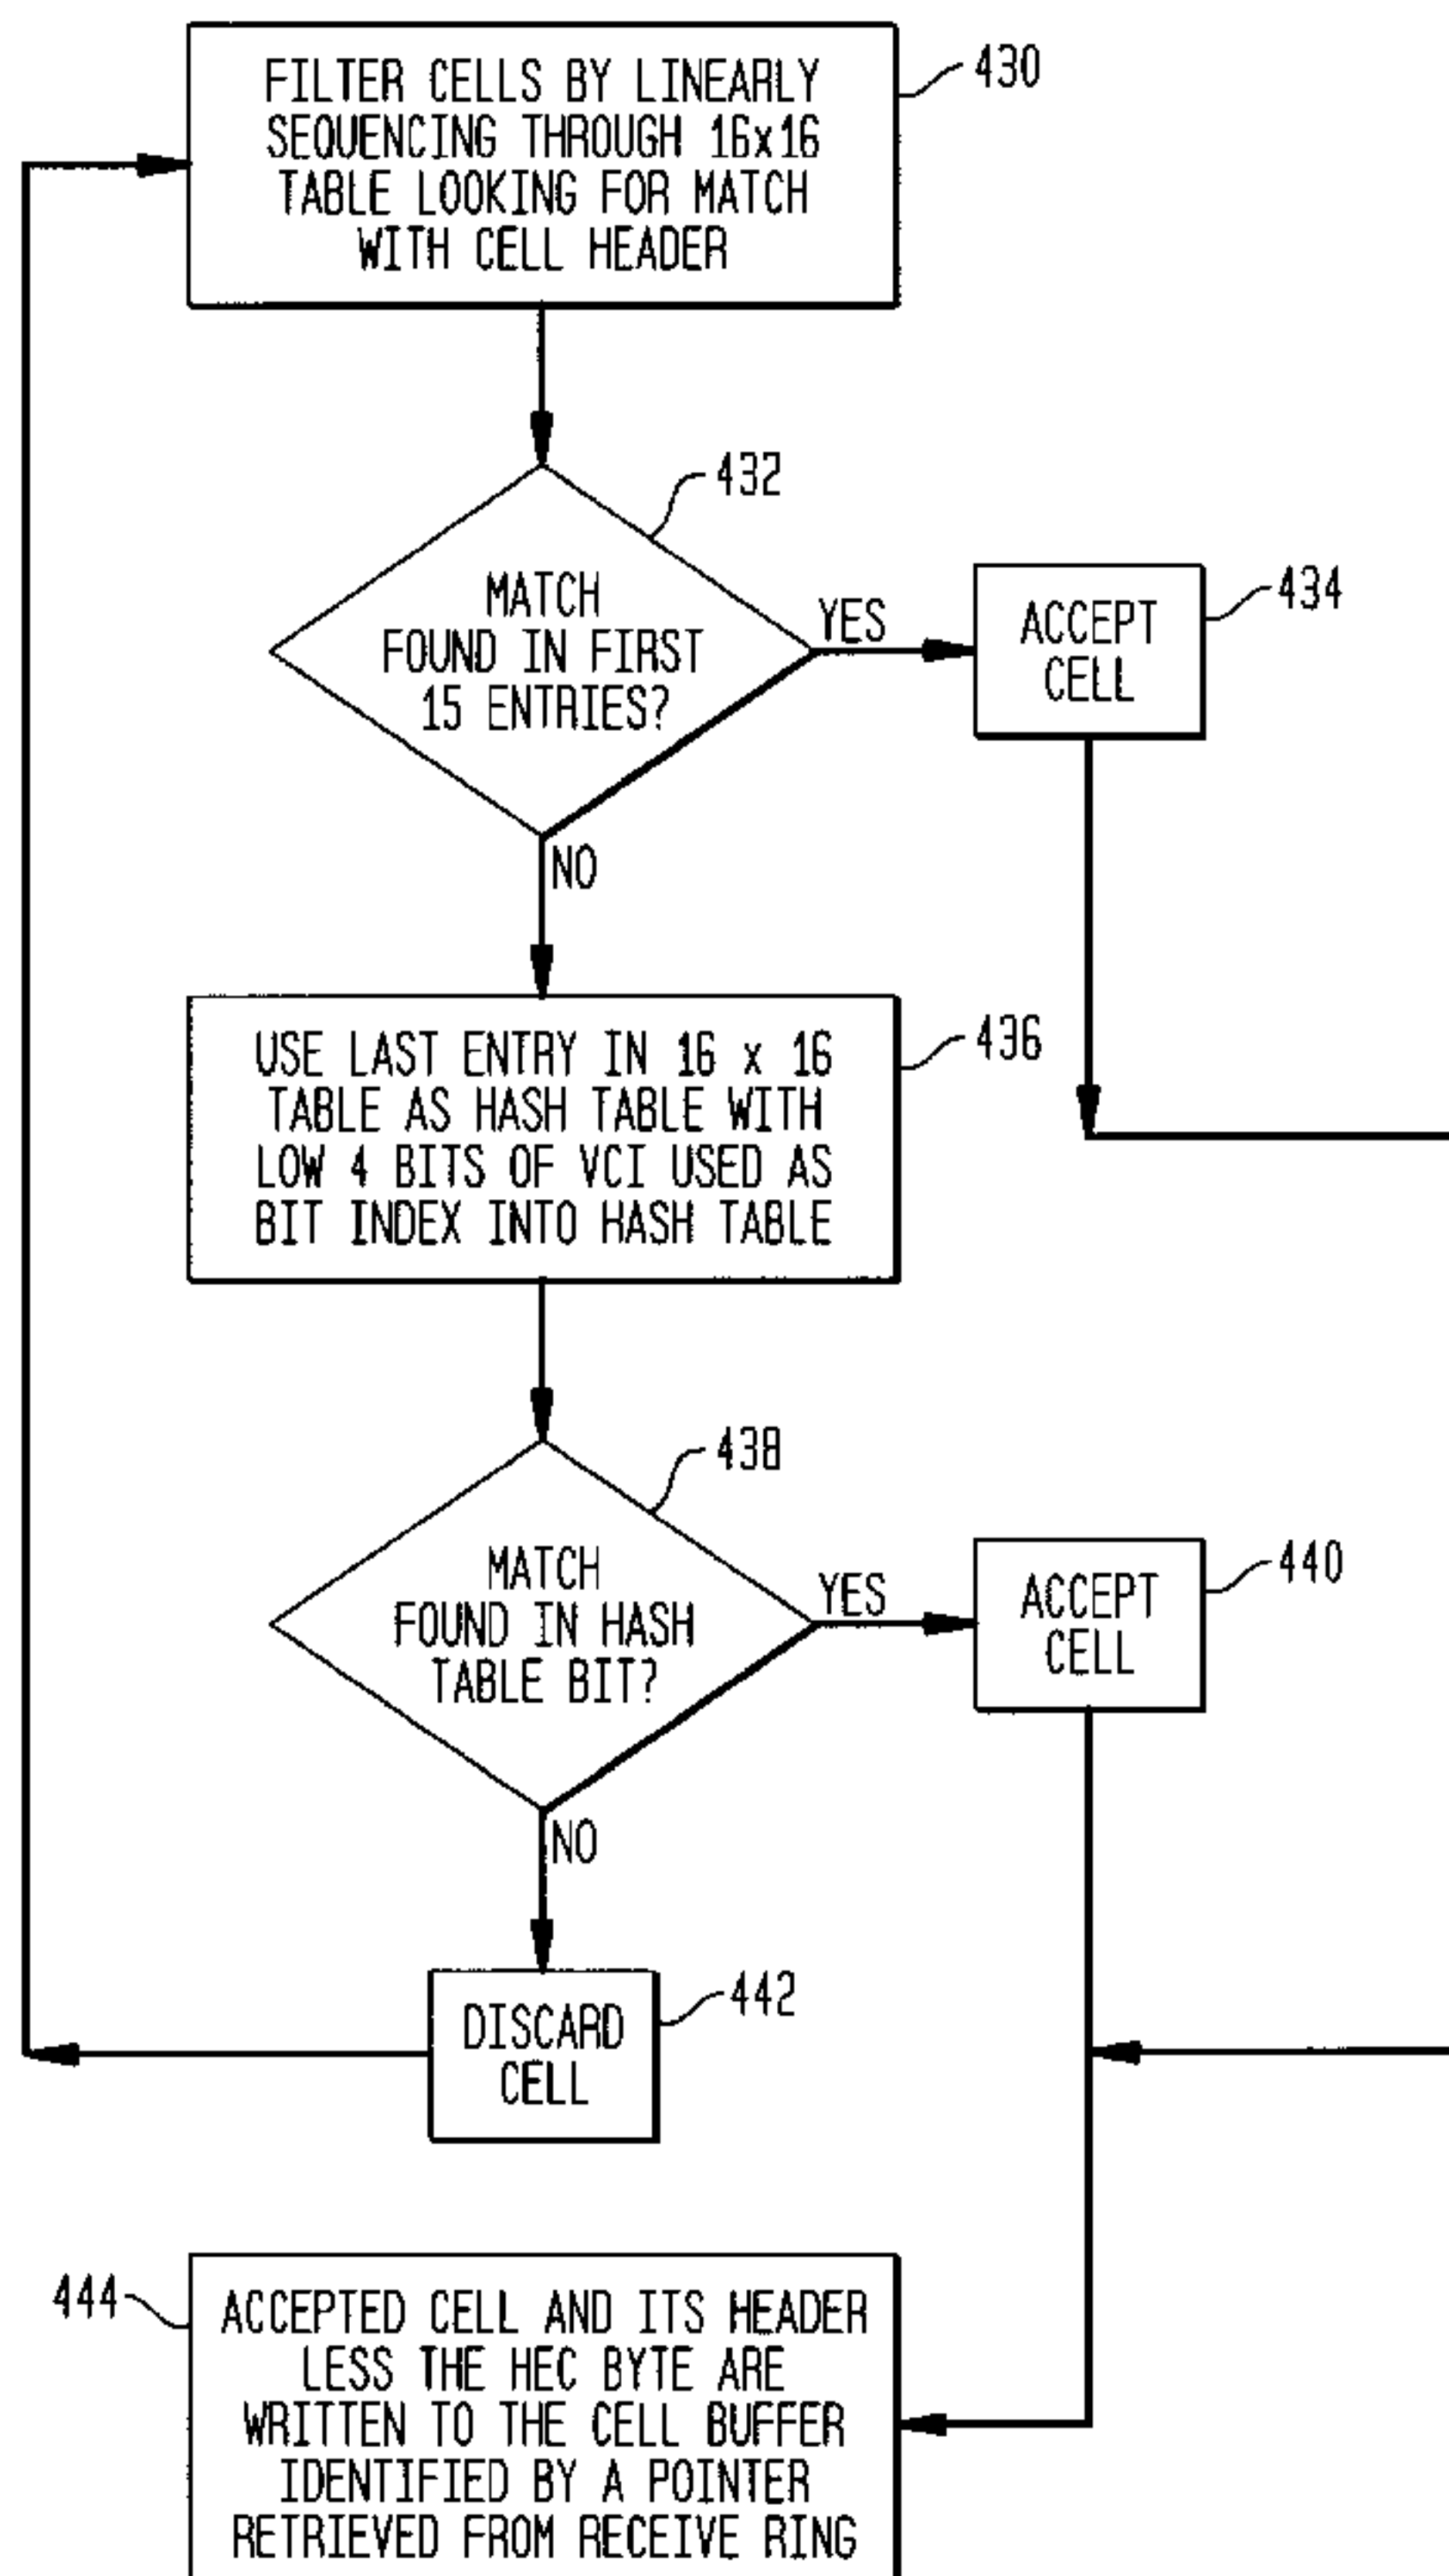 FILTER CELLS BY LINEARLY
SEQUENCING THROUGH 16x16
TABLE LOOKING FOR MATCH
WITH CELL HEADER
430
432
MATCH
FOUND IN FIRST
15 ENTRIES?
YES
NO
434
ACCEPT
CELL
436
USE LAST ENTRY IN 16 x 16
TABLE AS HASH TABLE WITH
LOW 4 BITS OF VCI USED AS
BIT INDEX INTO HASH TABLE
438
MATCH
FOUND IN HASH
TABLE BIT?
YES
NO
440
ACCEPT
CELL
442
DISCARD
CELL
444
ACCEPTED CELL AND ITS HEADER
LESS THE HEC BYTE ARE
WRITTEN TO THE CELL BUFFER
IDENTIFIED BY A POINTER
RETRIEVED FROM RECEIVE RING